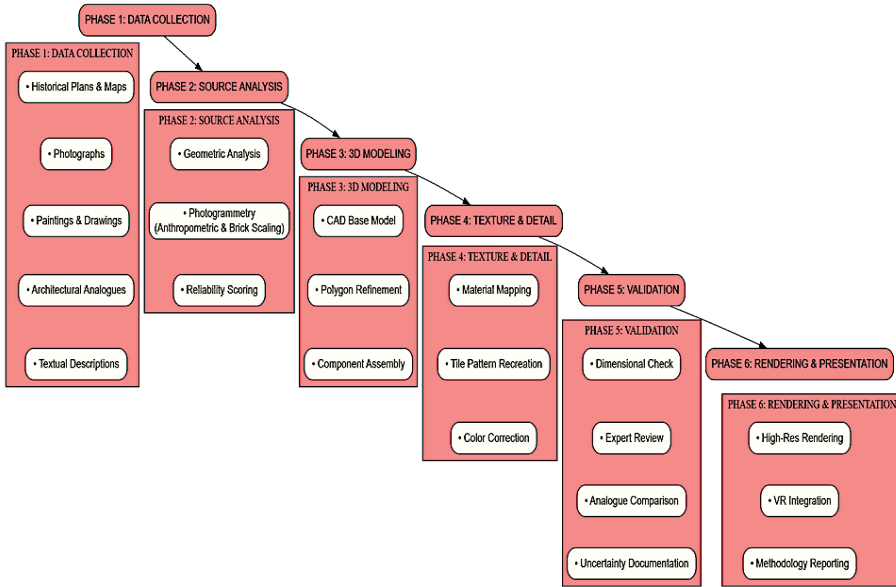 PHASE 1: DATA COLLECTION
PHASE 1: DATA COLLECTION
• Historical Plans & Maps
• Photographs
• Paintings & Drawings
• Architectural Analogues
• Textual Descriptions
PHASE 2: SOURCE ANALYSIS
PHASE 2: SOURCE ANALYSIS
• Geometric Analysis
• Photogrammetry
(Anthropometric & Brick Scaling)
• Reliability Scoring
PHASE 3: 3D MODELING
PHASE 3: 3D MODELING
• CAD Base Model
• Polygon Refinement
• Component Assembly
PHASE 4: TEXTURE & DETAIL
PHASE 4: TEXTURE & DETAIL
• Material Mapping
• Tile Pattern Recreation
• Color Correction
PHASE 5: VALIDATION
PHASE 5: VALIDATION
• Dimensional Check
• Expert Review
• Analogue Comparison
• Uncertainty Documentation
PHASE 6: RENDERING & PRESENTATION
PHASE 6: RENDERING & PRESENTATION
• High-Res Rendering
• VR Integration
• Methodology Reporting